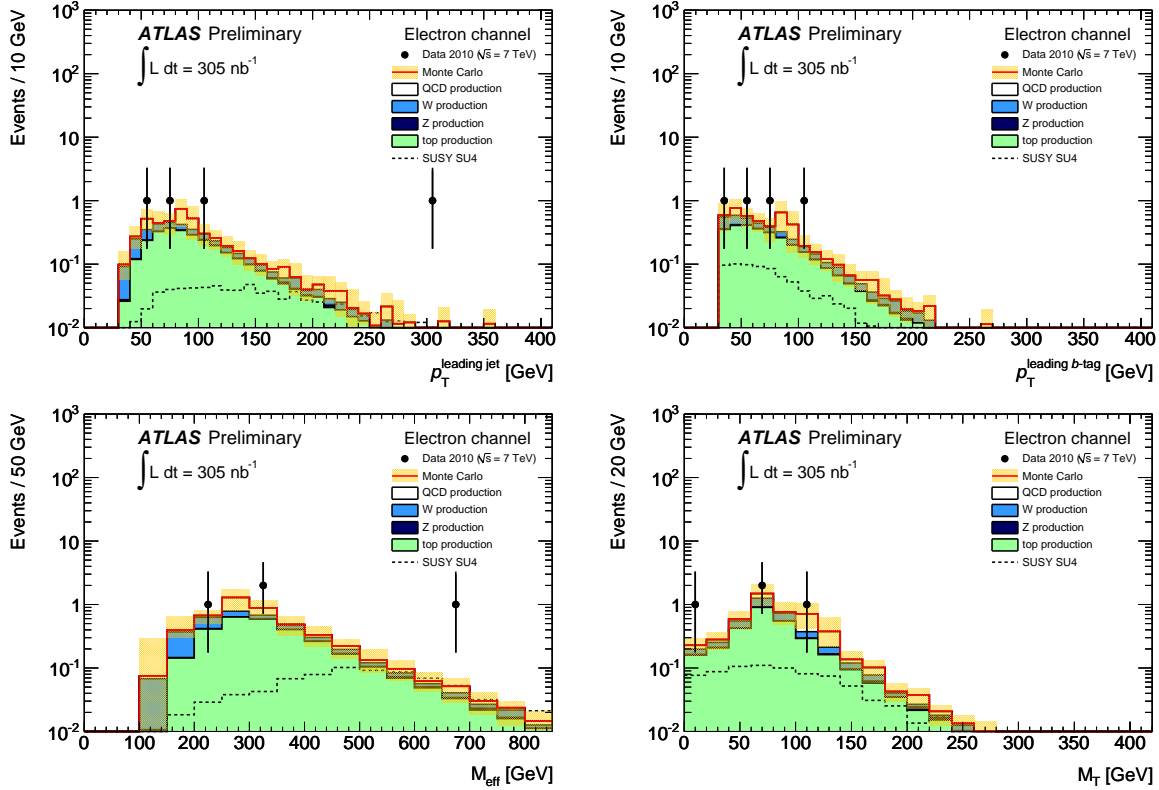 Events / 10 GeV
10³
10²
10
1
10⁻¹
10⁻²
ATLAS Preliminary
∫ L dt = 305 nb⁻¹
Electron channel
Data 2010 (√s = 7 TeV)
Monte Carlo
QCD production
W production
Z production
top production
SUSY SU4
0 50 100 150 200 250 300 350 400
p_T^leading jet [GeV]
Events / 10 GeV
10³
10²
10
1
10⁻¹
10⁻²
ATLAS Preliminary
∫ L dt = 305 nb⁻¹
Electron channel
Data 2010 (√s = 7 TeV)
Monte Carlo
QCD production
W production
Z production
top production
SUSY SU4
0 50 100 150 200 250 300 350 400
p_T^leading b-tag [GeV]
Events / 50 GeV
10³
10²
10
1
10⁻¹
10⁻²
ATLAS Preliminary
∫ L dt = 305 nb⁻¹
Electron channel
Data 2010 (√s = 7 TeV)
Monte Carlo
QCD production
W production
Z production
top production
SUSY SU4
0 100 200 300 400 500 600 700 800
M_eff [GeV]
Events / 20 GeV
10³
10²
10
1
10⁻¹
10⁻²
ATLAS Preliminary
∫ L dt = 305 nb⁻¹
Electron channel
Data 2010 (√s = 7 TeV)
Monte Carlo
QCD production
W production
Z production
top production
SUSY SU4
0 50 100 150 200 250 300 350 400
M_T [GeV]